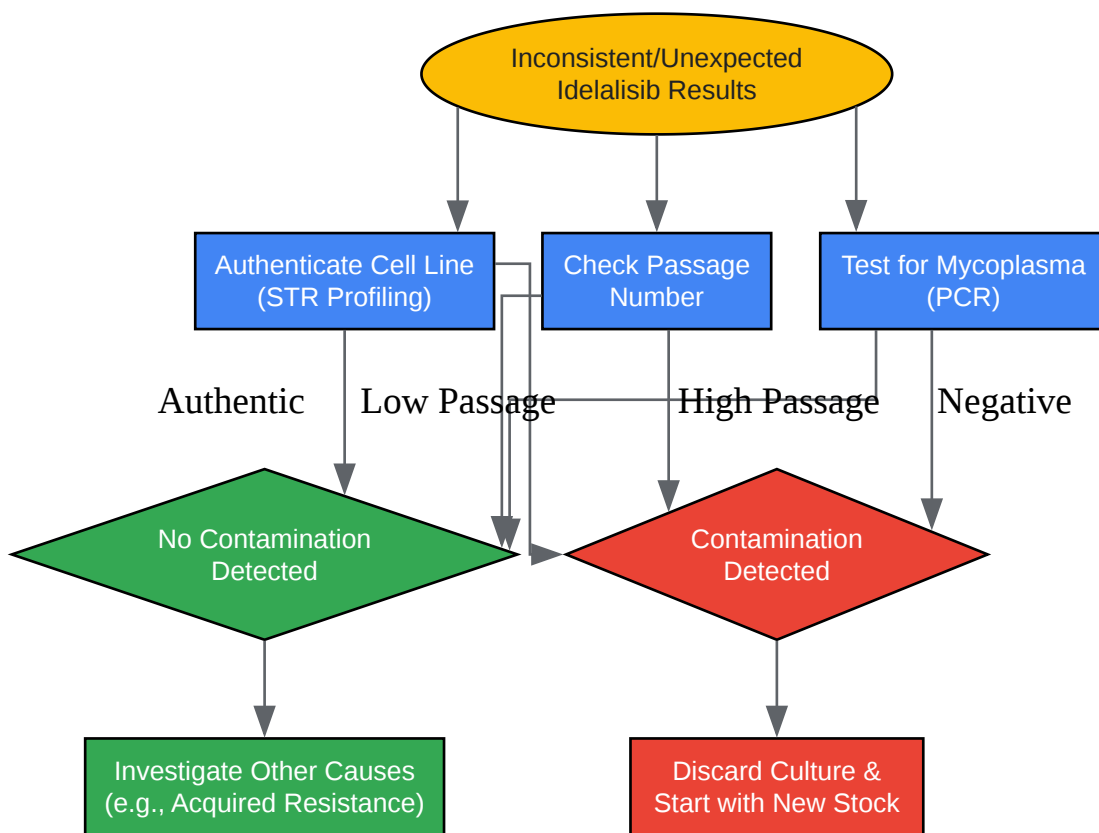 Inconsistent/Unexpected
Idelalisib Results
Authenticate Cell Line
(STR Profiling)
Check Passage
Number
Test for Mycoplasma
(PCR)
Authentic
Low Passage
High Passage
Negative
No Contamination
Detected
Contamination
Detected
Investigate Other Causes
(e.g., Acquired Resistance)
Discard Culture &
Start with New Stock